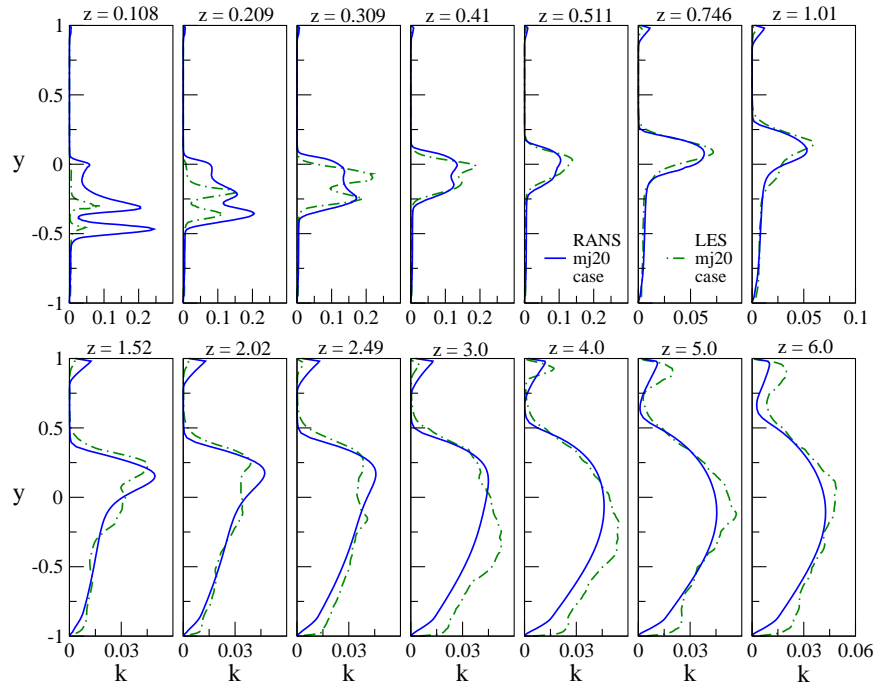 z = 0.108 z = 0.209 z = 0.309 z = 0.41 z = 0.511 z = 0.746 z = 1.01
1
0.5
y
0
-0.5
-1
RANS
mj20
case
LES
mj20
case
0 0.1 0.2 0 0.1 0.2 0 0.1 0.2 0 0.1 0.2 0 0.1 0.2 0 0.05 0 0.05 0.1
z = 1.52 z = 2.02 z = 2.49 z = 3.0 z = 4.0 z = 5.0 z = 6.0
1
0.5
y
0
-0.5
-1
0 0.03 0 0.03 0 0.03 0 0.03 0 0.03 0 0.03 0 0.03 0.06
k k k k k k k